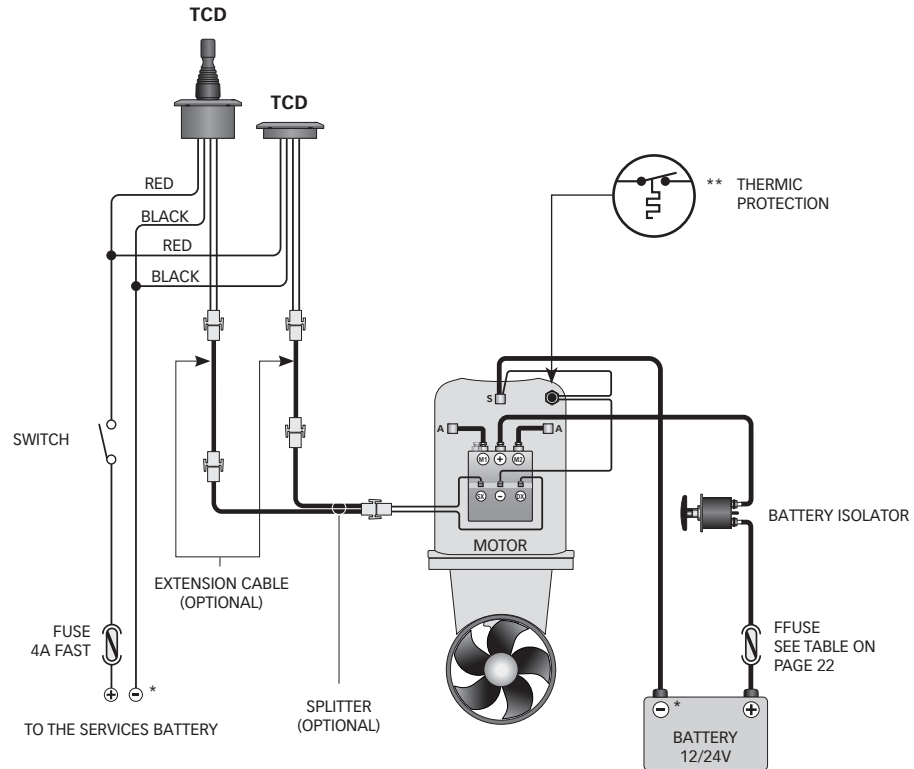 TCD
TCD
RED
BLACK
RED
BLACK
** THERMIC
PROTECTION
S
A
A
M1 + M2
SX - DX
MOTOR
SWITCH
BATTERY ISOLATOR
EXTENSION CABLE
(OPTIONAL)
FUSE
4A FAST
FFUSE
SEE TABLE ON
PAGE 22
+ - *
TO THE SERVICES BATTERY
SPLITTER
(OPTIONAL)
- * +
BATTERY
12/24V